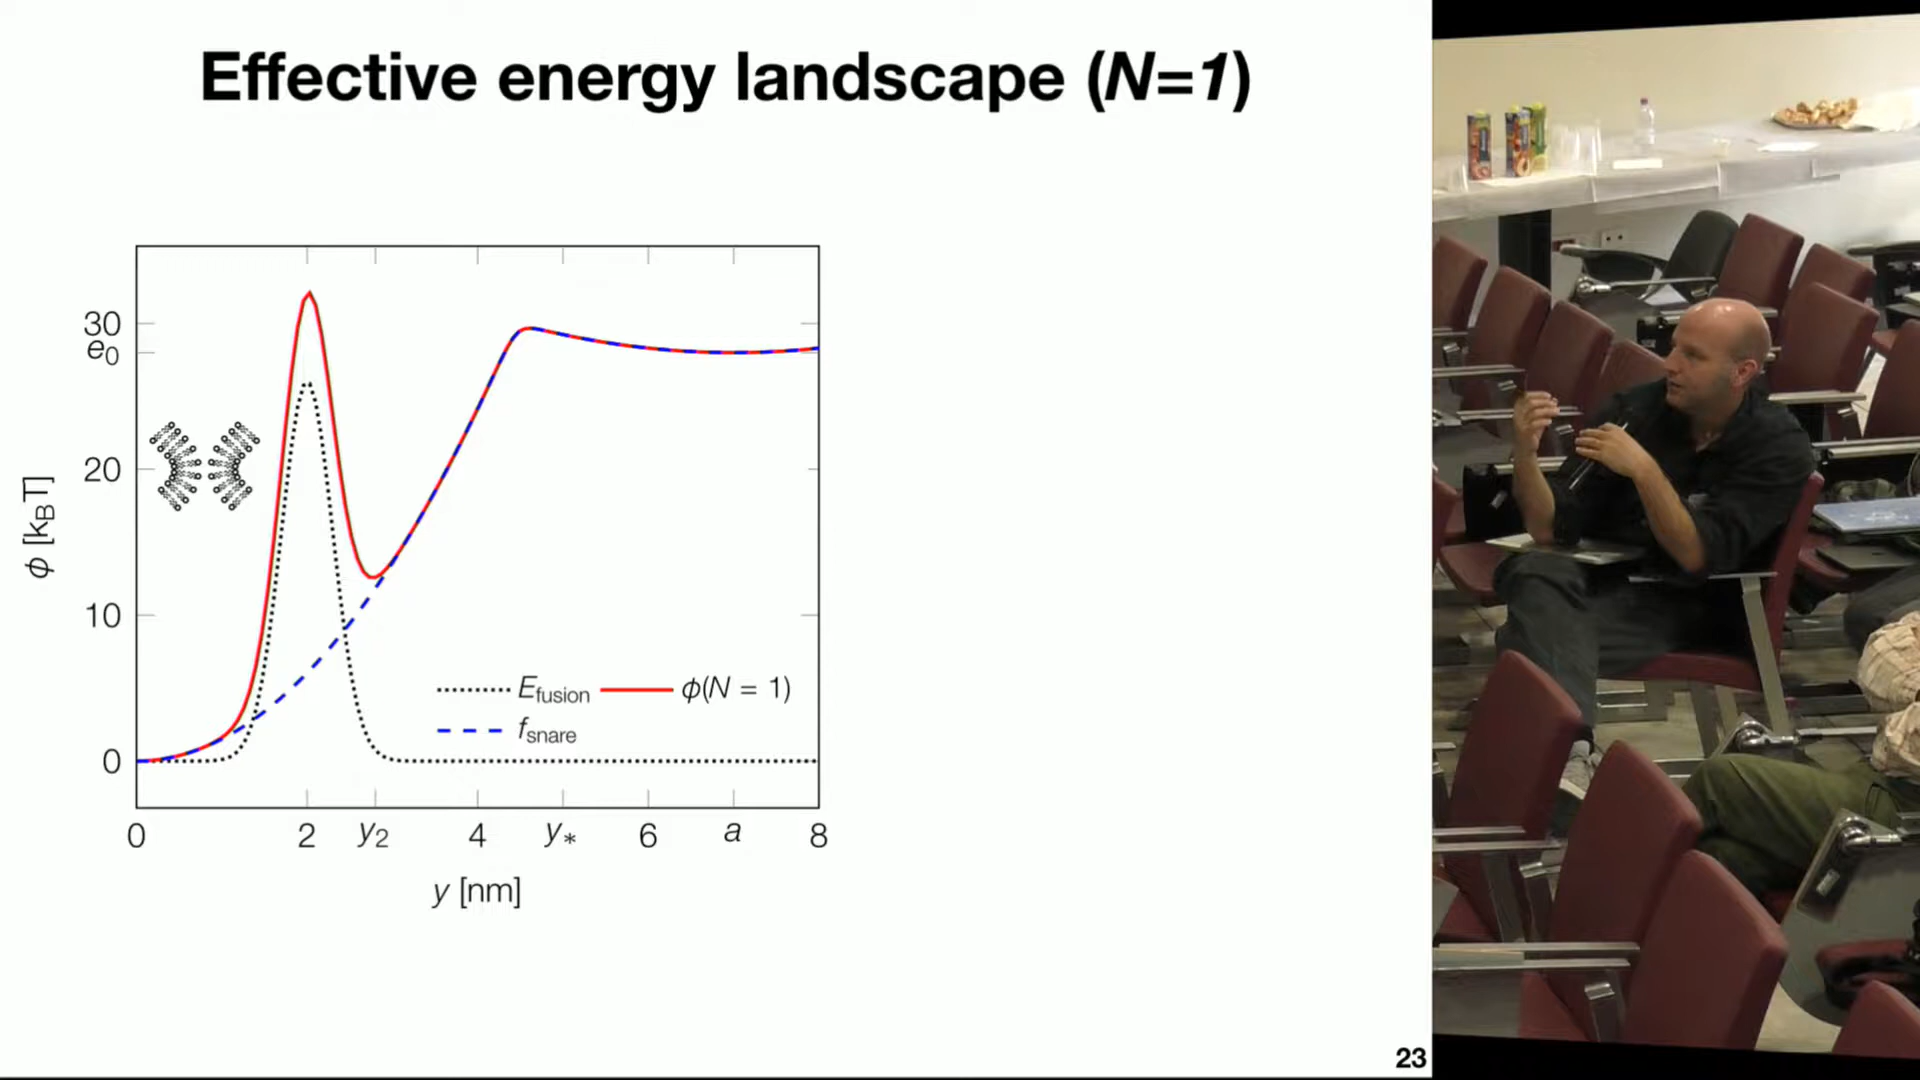 Effective energy landscape (N=1)
30
e₀
20
10
0
ϕ [k_BT]
E_fusion
ϕ(N = 1)
f_snare
0 2 y₂ 4 y_* 6 a 8
y [nm]
23